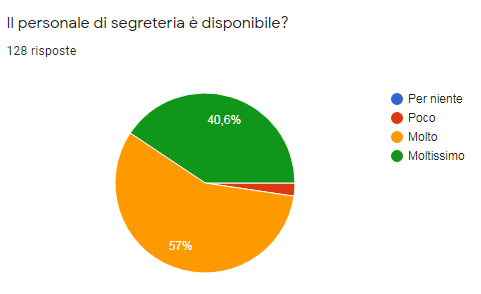 Il personale di segreteria è disponibile?
128 risposte
40,6%
57%
Per niente
Poco
Molto
Moltissimo